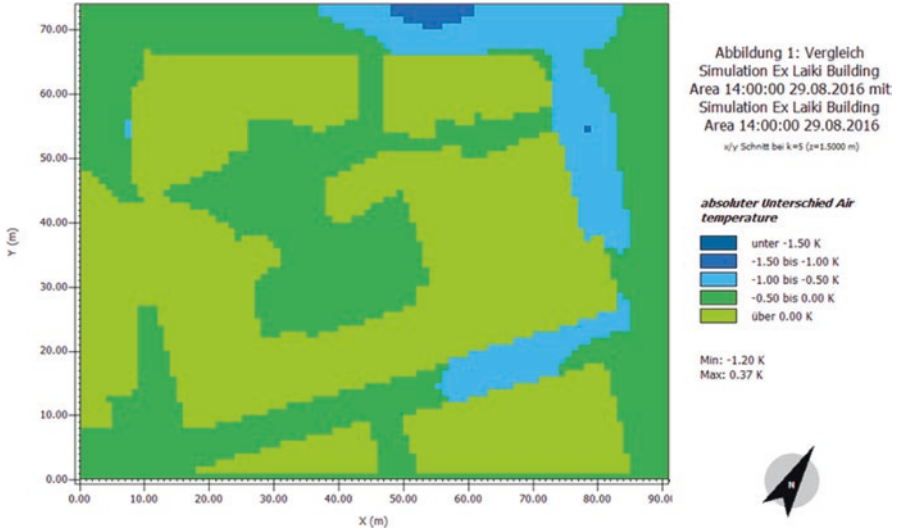 70.00
60.00
50.00
40.00
30.00
20.00
10.00
0.00
Y (m)
0.00 10.00 20.00 30.00 40.00 50.00 60.00 70.00 80.00 90.0
X (m)
Abbildung 1: Vergleich
Simulation Ex Laiki Building
Area 14:00:00 29.08.2016 mit
Simulation Ex Laiki Building
Area 14:00:00 29.08.2016
x/y Schnitt bei k=5 (z=1.5000 m)
absoluter Unterschied Air
temperature
unter -1.50 K
-1.50 bis -1.00 K
-1.00 bis -0.50 K
-0.50 bis 0.00 K
über 0.00 K
Min: -1.20 K
Max: 0.37 K
N